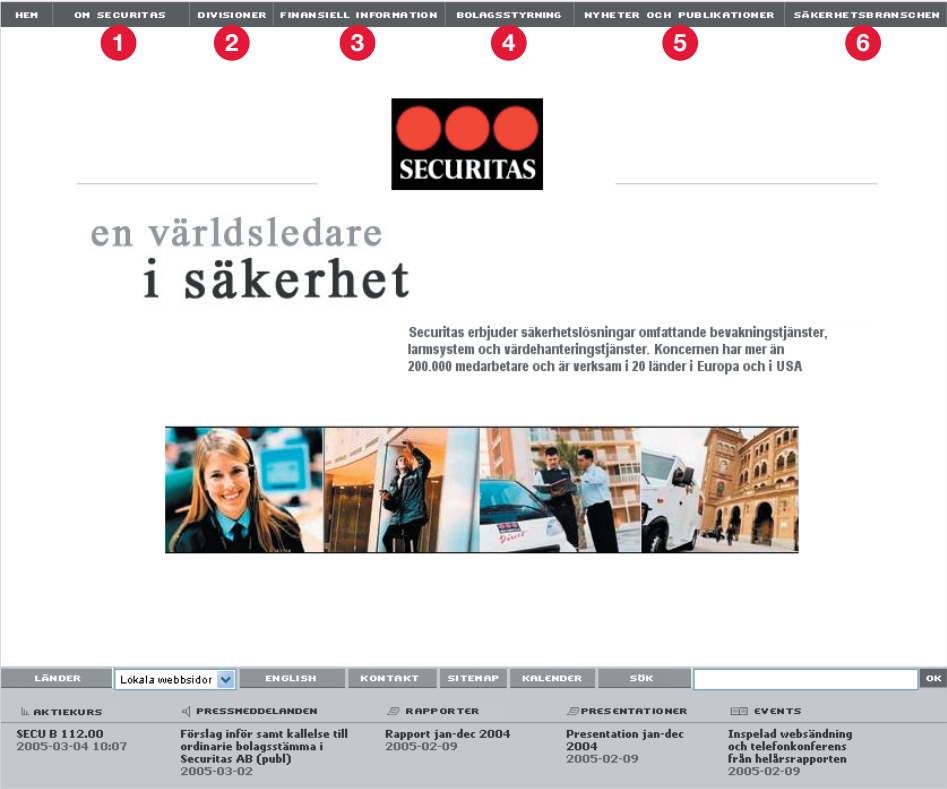 HEM OM SECURITAS DIVISIONER FINANSIELL INFORMATION BOLAGSSTYRNING NYHETER OCH PUBLIKATIONER SÄKERHETSBRANSCHEN
1 2 3 4 5 6
SECURITAS
en världsledare
i säkerhet
Securitas erbjuder säkerhetslösningar omfattande bevakningstjänster,
larmsystem och värdehanteringstjänster. Koncernen har mer än
200.000 medarbetare och är verksam i 20 länder i Europa och i USA
Direct
LÄNDER Lokala webbsidor ENGLISH KONTAKT SITEMAP KALENDER SÖK OK
AKTIEKURS PRESSMEDDELANDEN RAPPORTER PRESENTATIONER EVENTS
SECU B 112.00
2005-03-04 10:07
Förslag inför samt kallelse till
ordinarie bolagsstämma i
Securitas AB (publ)
2005-03-02
Rapport jan-dec 2004
2005-02-09
Presentation jan-dec
2004
2005-02-09
Inspelad websändning
och telefonkonferens
från helårsrapporten
2005-02-09